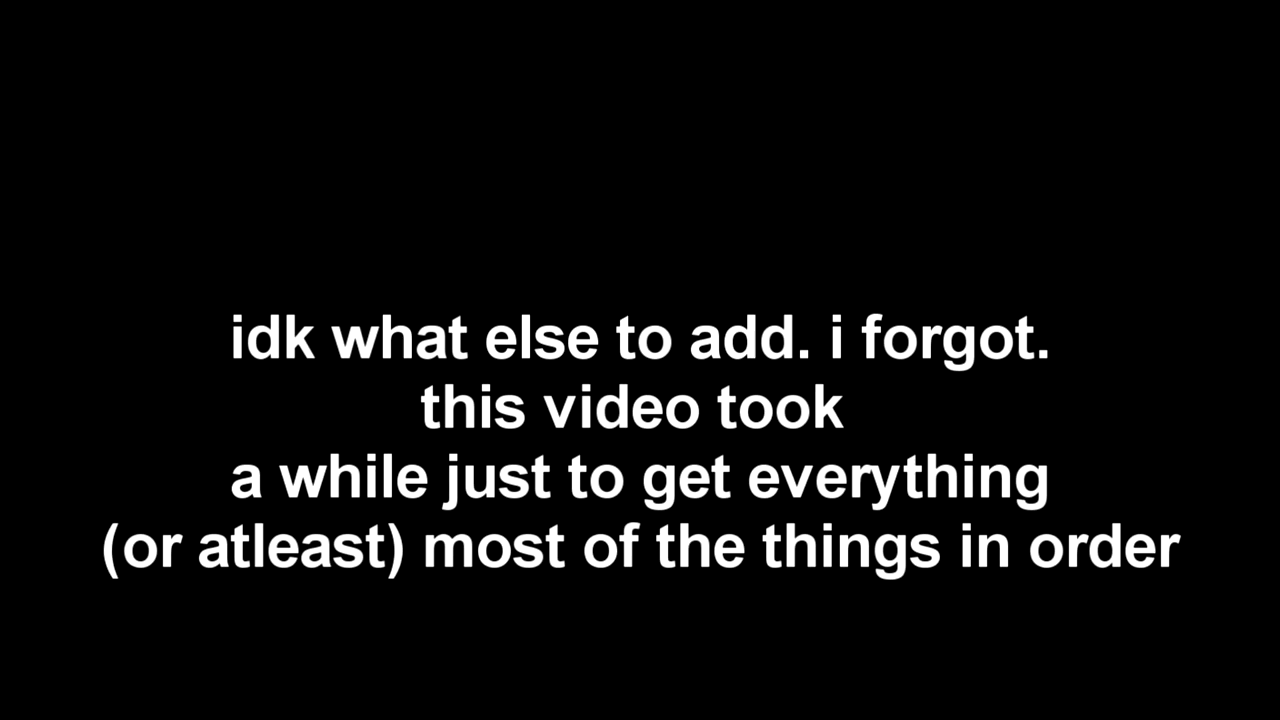 idk what else to add. i forgot.
this video took
a while just to get everything
(or atleast) most of the things in order